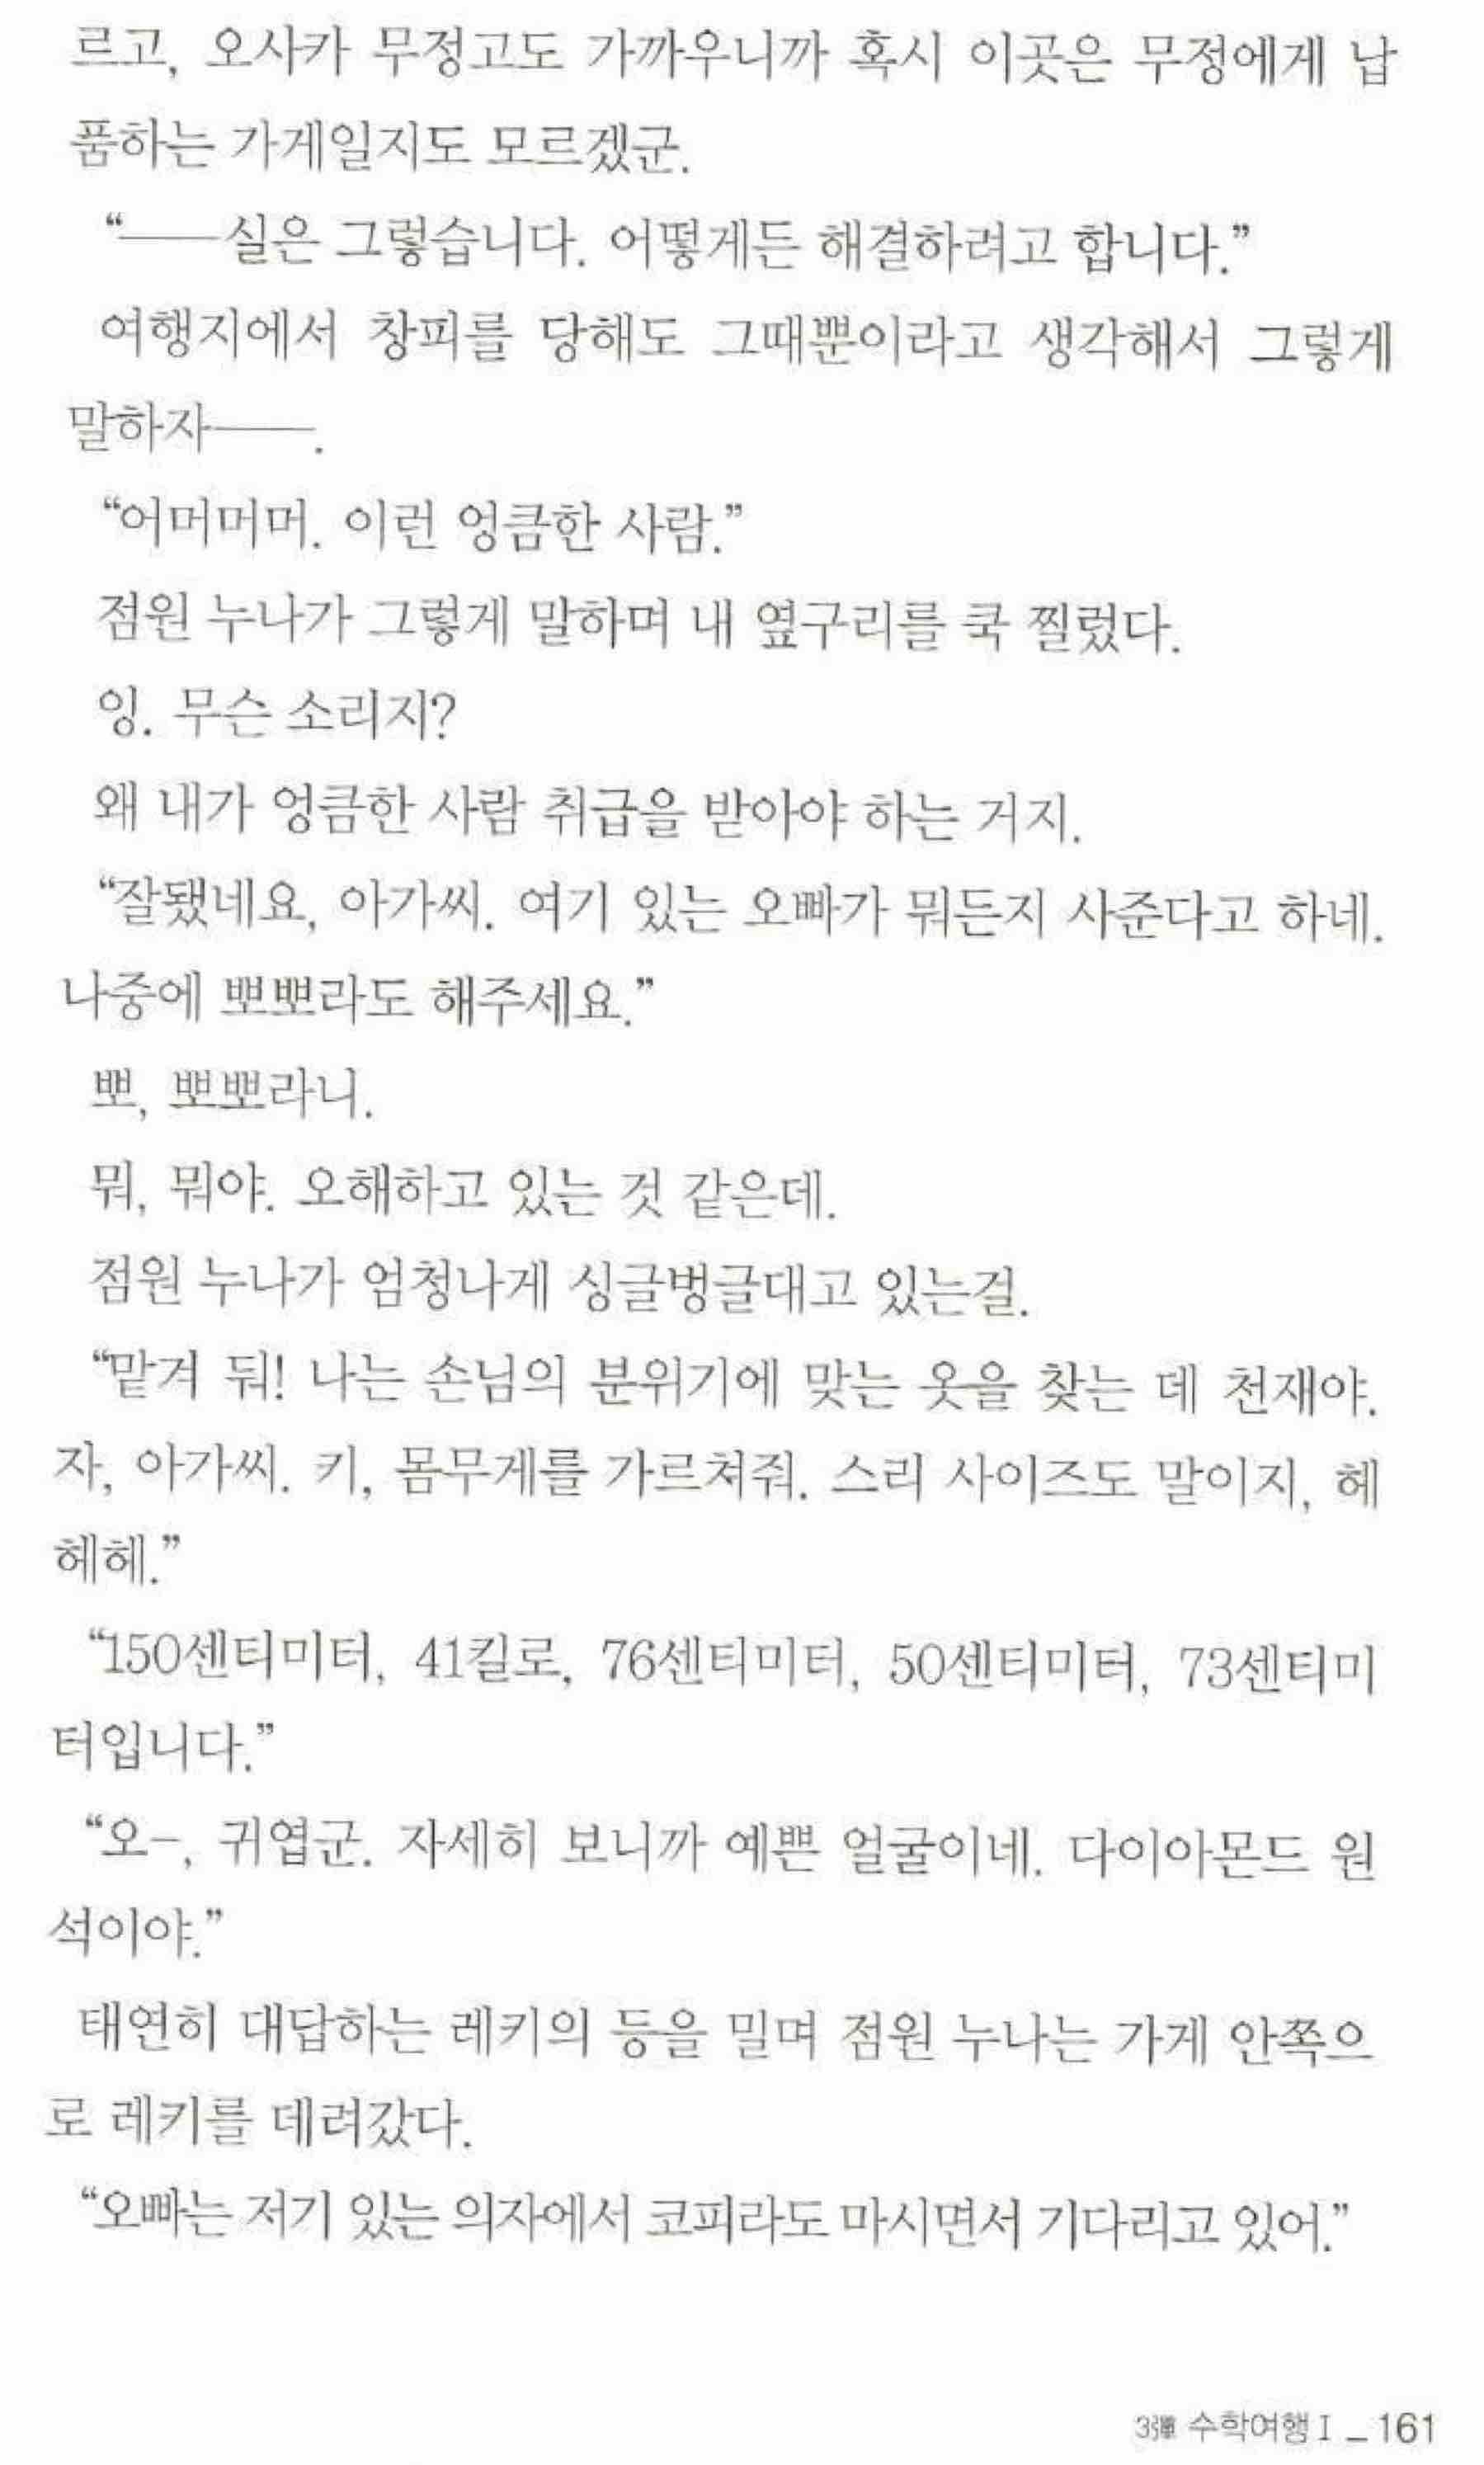 르고, 오사카 무정고도 가까우니까 혹시 이곳은 무정에게 납
품하는 가게일지도 모르겠군.
“――실은 그렇습니다. 어떻게든 해결하려고 합니다.”
여행지에서 창피를 당해도 그때뿐이라고 생각해서 그렇게
말하자――.
“어머머머. 이런 엉큼한 사람.”
점원 누나가 그렇게 말하며 내 옆구리를 쿡 찔렀다.
잉. 무슨 소리지?
왜 내가 엉큼한 사람 취급을 받아야 하는 거지.
“잘됐네요, 아가씨. 여기 있는 오빠가 뭐든지 사준다고 하네.
나중에 뽀뽀라도 해주세요.”
뽀, 뽀뽀라니.
뭐, 뭐야. 오해하고 있는 것 같은데.
점원 누나가 엄청나게 싱글벙글대고 있는걸.
“맡겨 둬! 나는 손님의 분위기에 맞는 옷을 찾는 데 천재야.
자, 아가씨. 키, 몸무게를 가르쳐줘. 스리 사이즈도 말이지, 헤
헤헤.”
“150센티미터, 41킬로, 76센티미터, 50센티미터, 73센티미
터입니다.”
“오―, 귀엽군. 자세히 보니까 예쁜 얼굴이네. 다이아몬드 원
석이야.”
태연히 대답하는 레키의 등을 밀며 점원 누나는 가게 안쪽으
로 레키를 데려갔다.
“오빠는 저기 있는 의자에서 코피라도 마시면서 기다리고 있어.”
3彈 수학여행 I _ 161